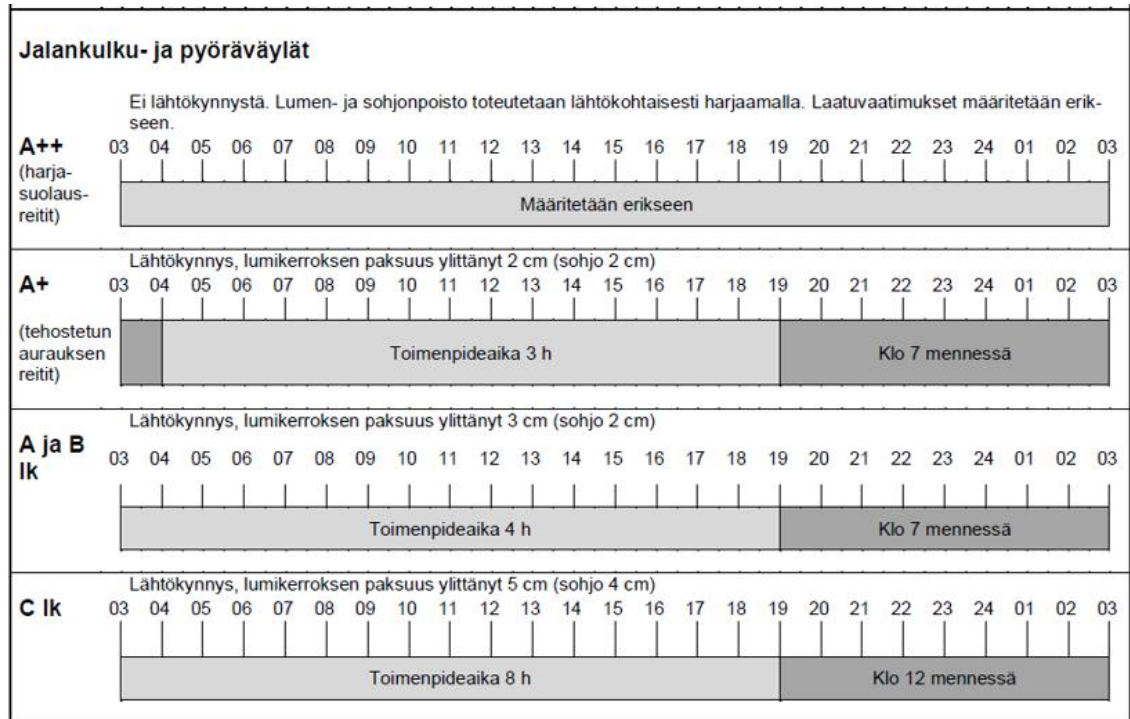 Jalankulku- ja pyöräväylät
Ei lähtökynnystä. Lumen- ja sohjonpoisto toteutetaan lähtökohtaisesti harjaamalla. Laatuvaatimukset määritetään erik-
seen.
A++
03 04 05 06 07 08 09 10 11 12 13 14 15 16 17 18 19 20 21 22 23 24 01 02 03
(harja-
suolaus-
reitit)
Määritetään erikseen
Lähtökynnys, lumikerroksen paksuus ylittänyt 2 cm (sohjo 2 cm)
A+
03 04 05 06 07 08 09 10 11 12 13 14 15 16 17 18 19 20 21 22 23 24 01 02 03
(tehostetun
aurauksen
reitit)
Toimenpideaika 3 h
Klo 7 mennessä
Lähtökynnys, lumikerroksen paksuus ylittänyt 3 cm (sohjo 2 cm)
A ja B
lk
03 04 05 06 07 08 09 10 11 12 13 14 15 16 17 18 19 20 21 22 23 24 01 02 03
Toimenpideaika 4 h
Klo 7 mennessä
Lähtökynnys, lumikerroksen paksuus ylittänyt 5 cm (sohjo 4 cm)
C lk
03 04 05 06 07 08 09 10 11 12 13 14 15 16 17 18 19 20 21 22 23 24 01 02 03
Toimenpideaika 8 h
Klo 12 mennessä